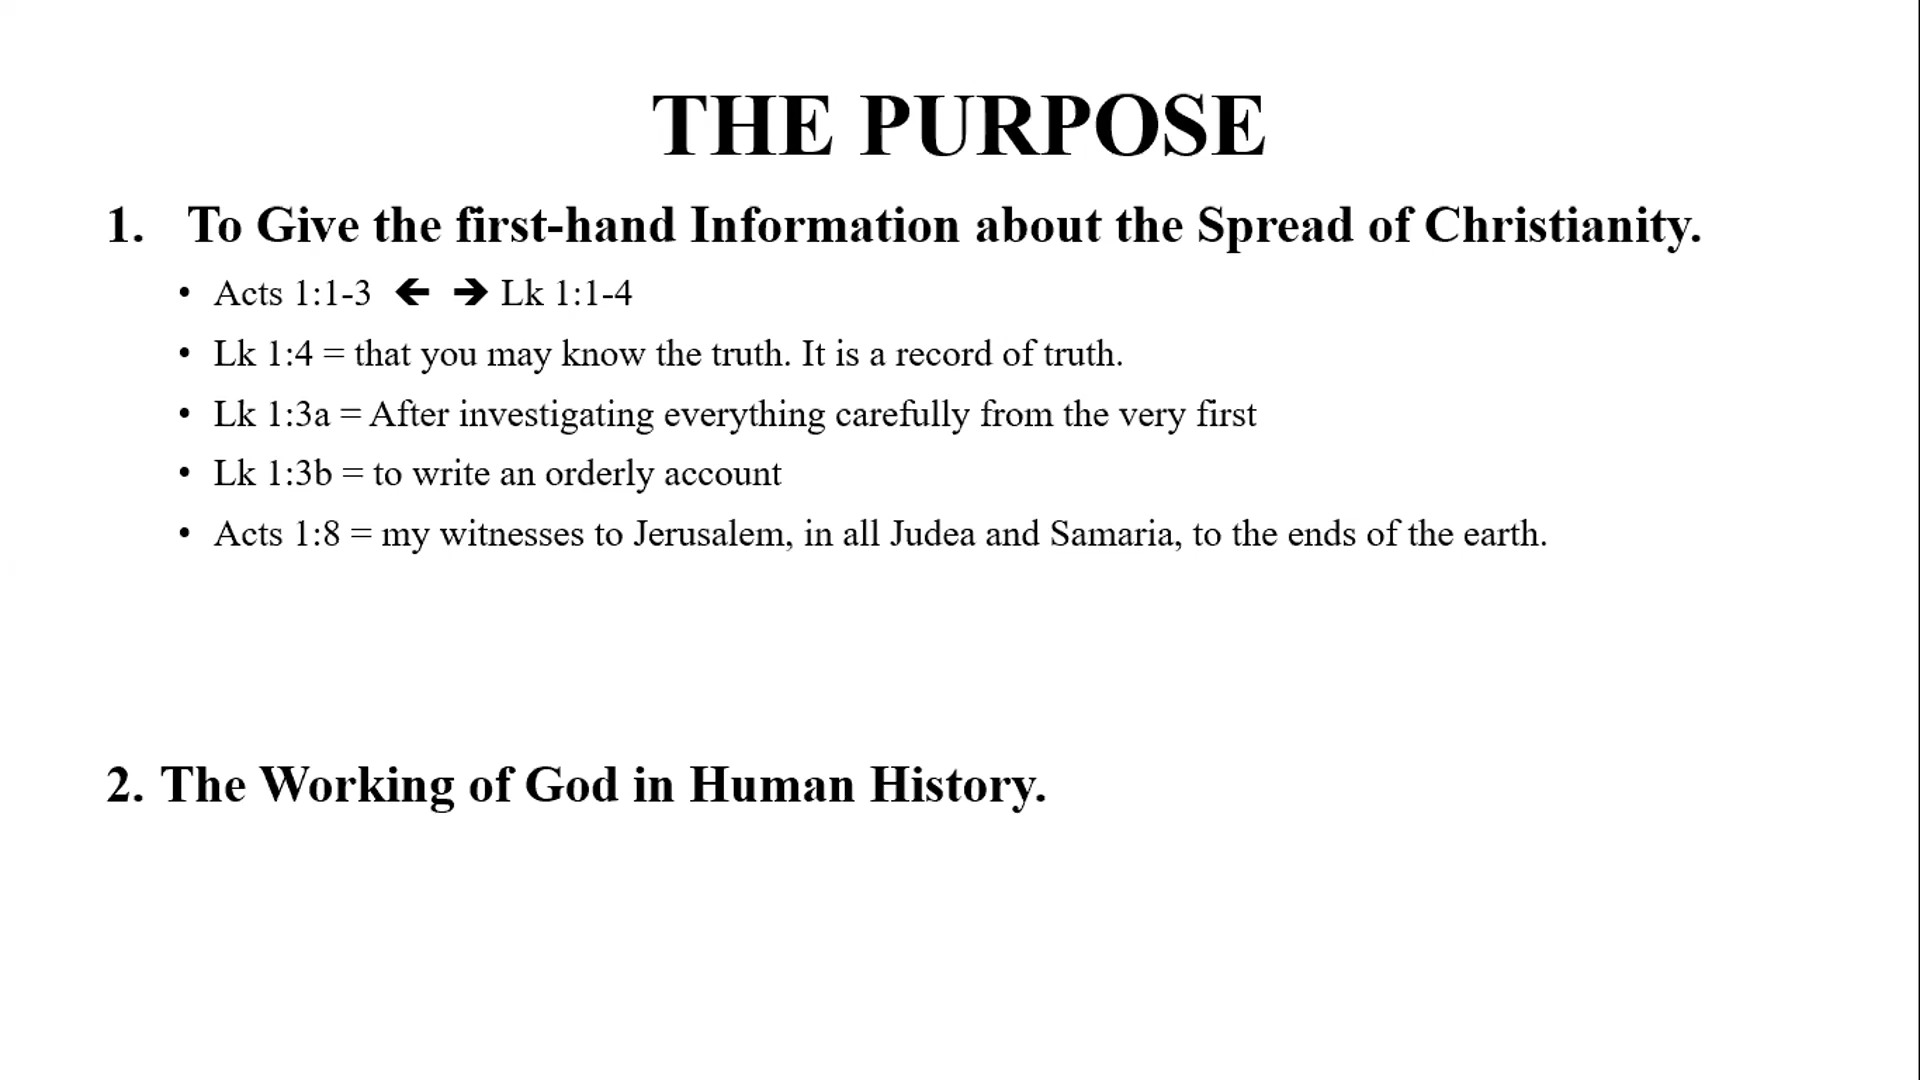 THE PURPOSE
1. To Give the first-hand Information about the Spread of Christianity.
• Acts 1:1-3 🡸 🡺 Lk 1:1-4
• Lk 1:4 = that you may know the truth. It is a record of truth.
• Lk 1:3a = After investigating everything carefully from the very first
• Lk 1:3b = to write an orderly account
• Acts 1:8 = my witnesses to Jerusalem, in all Judea and Samaria, to the ends of the earth.
2. The Working of God in Human History.